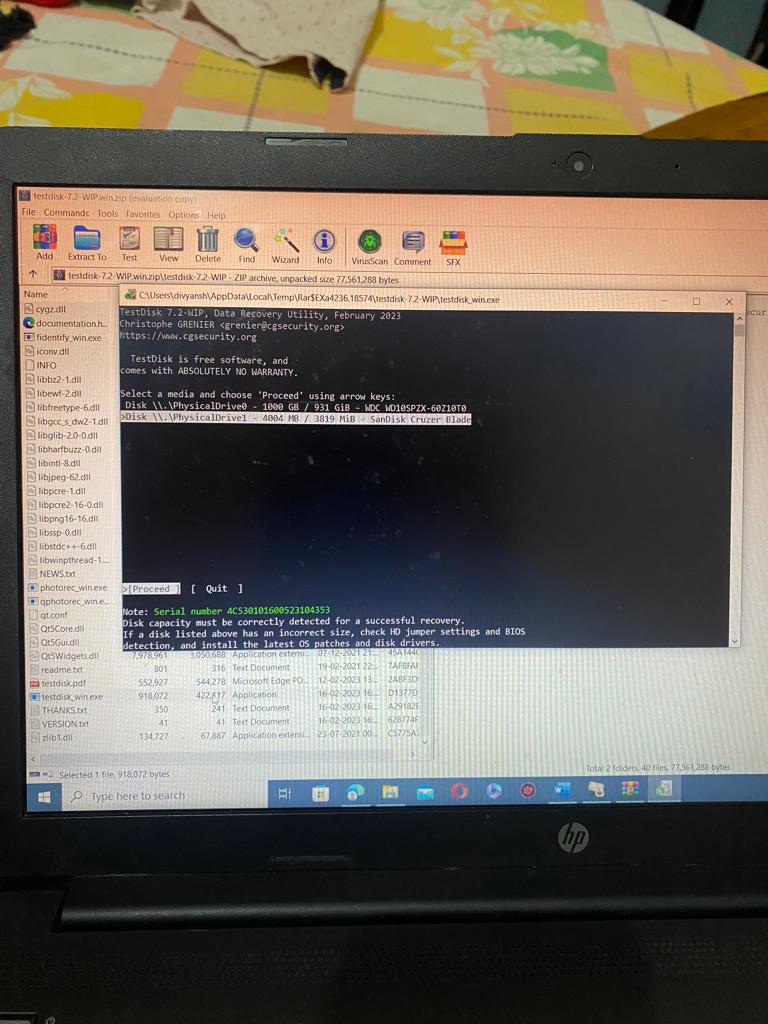 testdisk-7.2-WIP.win.zip (evaluation copy)
File Commands Tools Favorites Options Help
Add Extract To Test View Delete Find Wizard Info VirusScan Comment SFX
testdisk-7.2-WIP.win.zip\testdisk-7.2-WIP - ZIP archive, unpacked size 77,561,288 bytes
Name
C:\Users\divyansh\AppData\Local\Temp\Rar$EXa4236.18574\testdisk-7.2-WIP\testdisk_win.exe
TestDisk 7.2-WIP, Data Recovery Utility, February 2023
Christophe GRENIER <grenier@cgsecurity.org>
https://www.cgsecurity.org
TestDisk is free software, and
comes with ABSOLUTELY NO WARRANTY.
Select a media and choose 'Proceed' using arrow keys:
Disk \\.\PhysicalDrive0 - 1000 GB / 931 GiB - WDC WD10SPZX-60Z10T0
>Disk \\.\PhysicalDrive1 - 4004 MB / 3819 MiB - SanDisk Cruzer Blade
>[Proceed ] [ Quit ]
Note: Serial number 4C530101600523104353
Disk capacity must be correctly detected for a successful recovery.
If a disk listed above has an incorrect size, check HD jumper settings and BIOS
detection, and install the latest OS patches and disk drivers.
cygz.dll
documentation.h...
fidentify_win.exe
iconv.dll
INFO
libbz2-1.dll
libewf-2.dll
libfreetype-6.dll
libgcc_s_dw2-1.dll
libglib-2.0-0.dll
libharfbuzz-0.dll
libintl-8.dll
libjpeg-62.dll
libpcre-1.dll
libpcre2-16-0.dll
libpng16-16.dll
libssp-0.dll
libstdc++-6.dll
libwinpthread-1....
NEWS.txt
photorec_win.exe
qphotorec_win.e...
qt.conf
Qt5Core.dll
Qt5Gui.dll
Qt5Widgets.dll 7,978,961 3,050,688 Application extensi... 07-12-2021 21:... 45A144
readme.txt 801 316 Text Document 19-02-2021 22:... 7AFBFAF
testdisk.pdf 552,927 544,278 Microsoft Edge PD... 12-02-2023 13:... 2ABF3D
testdisk_win.exe 918,072 422,417 Application 16-02-2023 16:... D1377D
THANKS.txt 350 241 Text Document 16-02-2023 16:... A29182
VERSION.txt 41 41 Text Document 16-02-2023 16:... 628774F
zlib1.dll 134,727 67,887 Application extensi... 23-07-2021 00:... C5775A
Selected 1 file, 918,072 bytes
Total 2 folders, 40 files, 77,561,288 bytes
Type here to search
hp